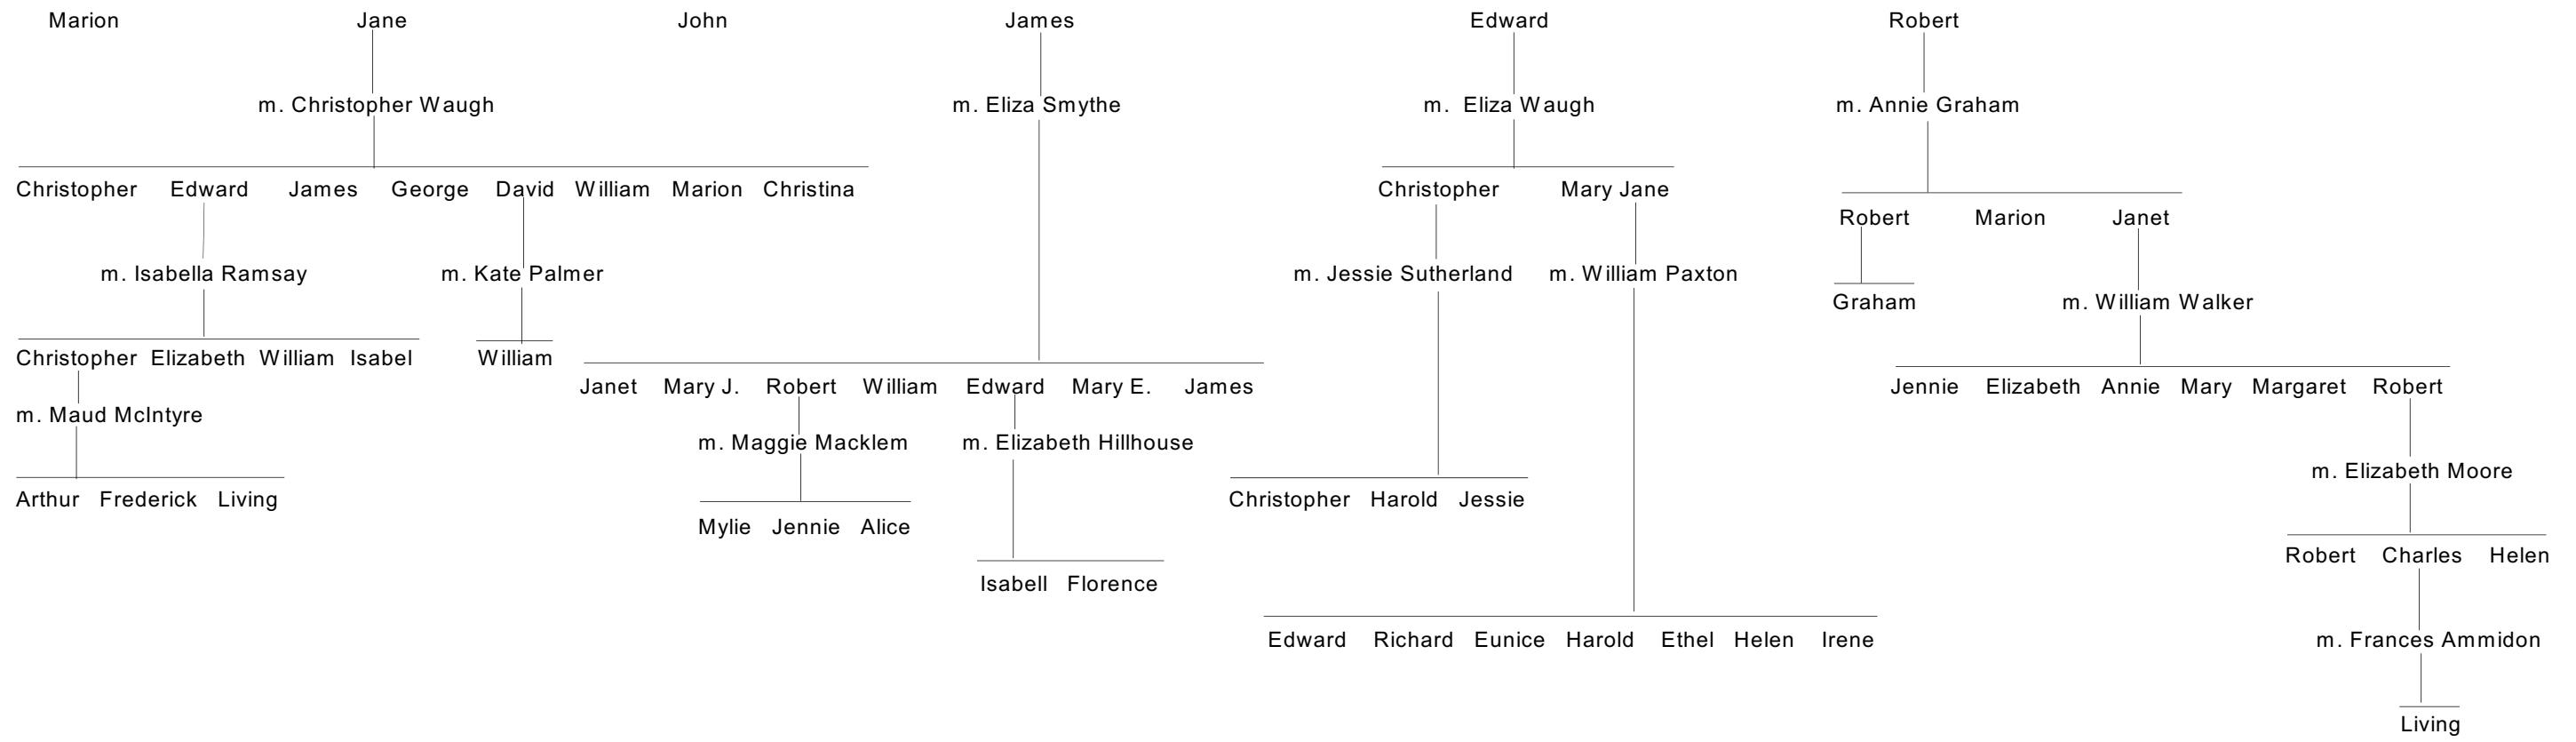 Marion Jane John James Edward Robert
m. Christopher Waugh m. Eliza Smythe m. Eliza Waugh m. Annie Graham
Christopher Edward James George David William Marion Christina Christopher Mary Jane
Robert Marion Janet
m. Isabella Ramsay m. Kate Palmer m. Jessie Sutherland m. William Paxton
Graham m. William Walker
Christopher Elizabeth William Isabel William
Janet Mary J. Robert William Edward Mary E. James Jennie Elizabeth Annie Mary Margaret Robert
m. Maud McIntyre
m. Maggie Macklem m. Elizabeth Hillhouse
m. Elizabeth Moore
Arthur Frederick Living Christopher Harold Jessie
Mylie Jennie Alice
Robert Charles Helen
Isabell Florence
Edward Richard Eunice Harold Ethel Helen Irene m. Frances Ammidon
Living